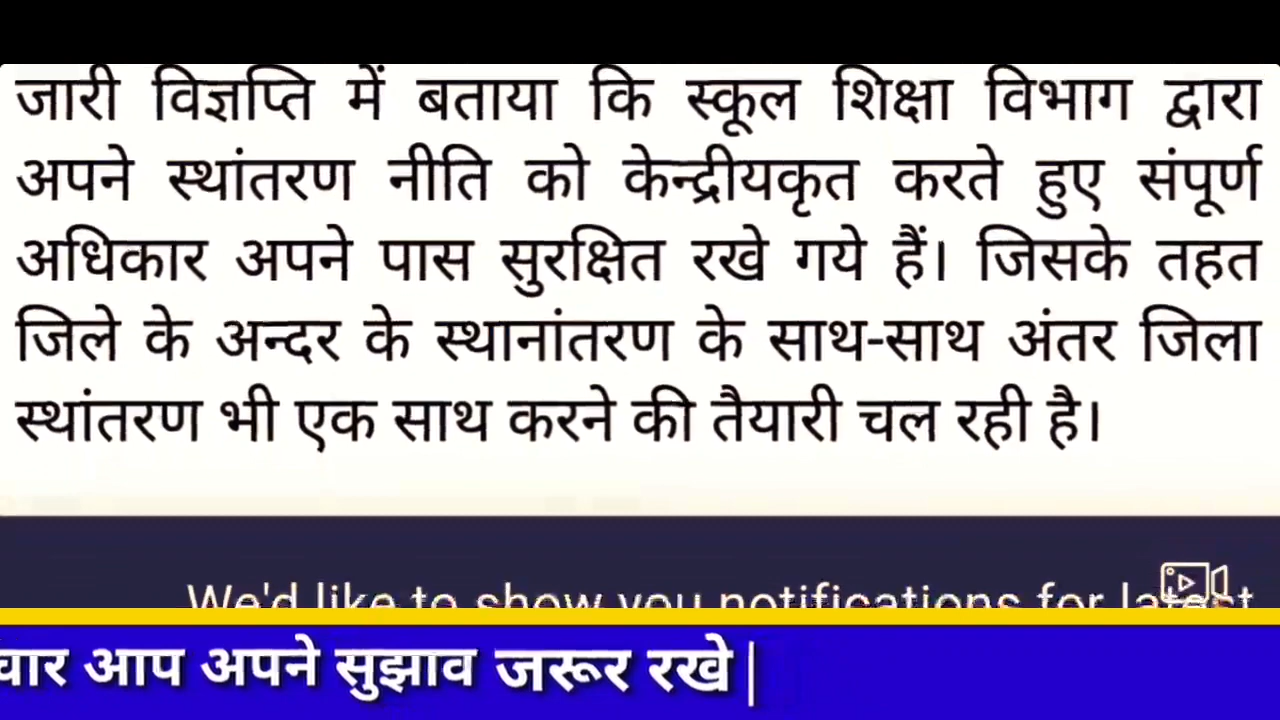 जारी विज्ञप्ति में बताया कि स्कूल शिक्षा विभाग द्वारा
अपने स्थांतरण नीति को केन्द्रीयकृत करते हुए संपूर्ण
अधिकार अपने पास सुरक्षित रखे गये हैं। जिसके तहत
जिले के अन्दर के स्थानांतरण के साथ-साथ अंतर जिला
स्थांतरण भी एक साथ करने की तैयारी चल रही है।
We'd like to show you notifications for latest
आप अपने सुझाव जरूर रखे|